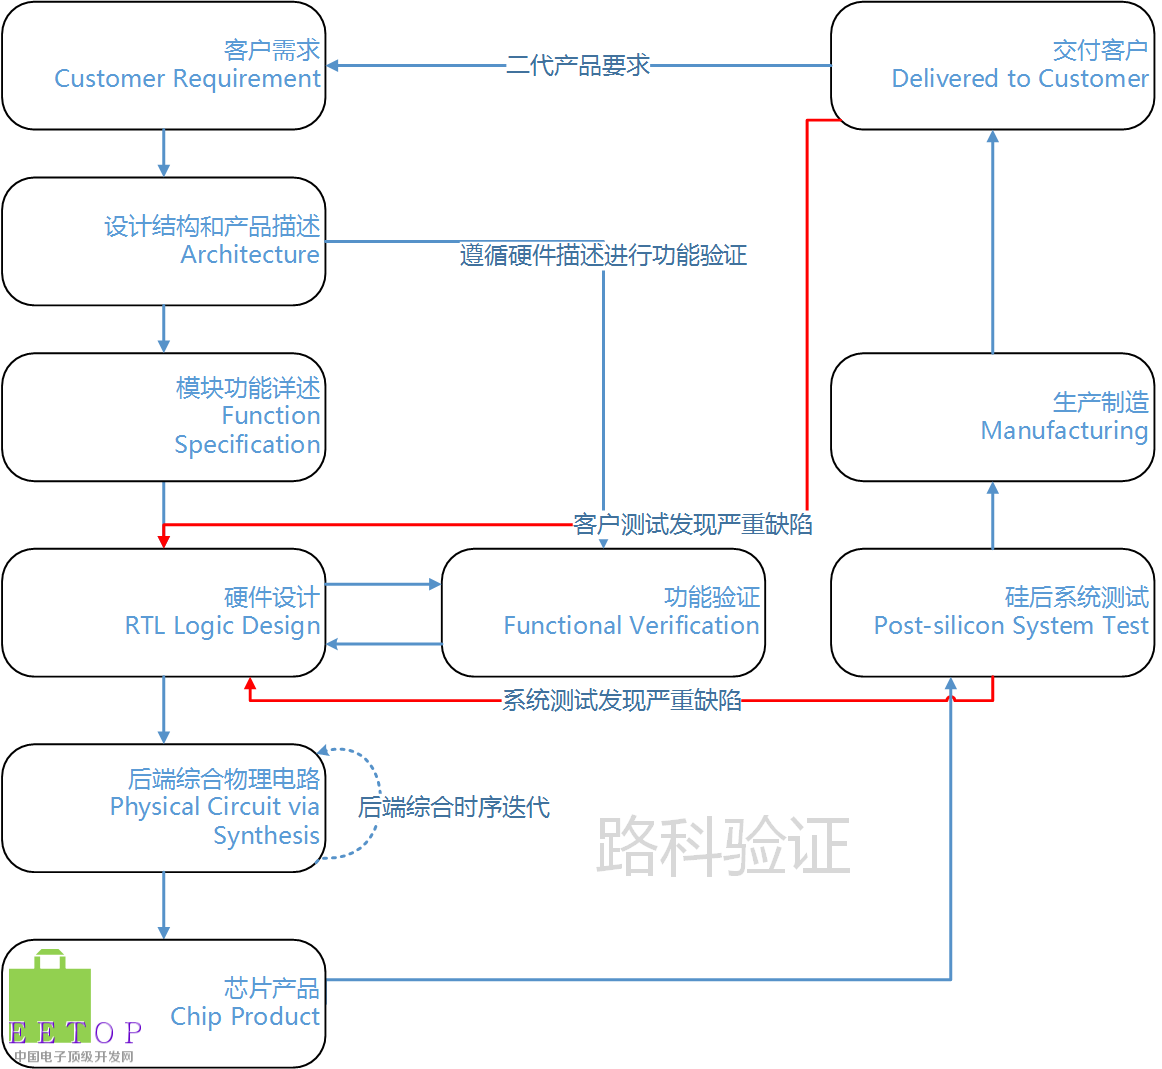 客户需求
Customer Requirement
二代产品要求
交付客户
Delivered to Customer
设计结构和产品描述
Architecture
遵循硬件描述进行功能验证
模块功能详述
Function
Specification
生产制造
Manufacturing
客户测试发现严重缺陷
硬件设计
RTL Logic Design
功能验证
Functional Verification
硅后系统测试
Post-silicon System Test
系统测试发现严重缺陷
后端综合物理电路
Physical Circuit via
Synthesis
后端综合时序迭代
路科验证
芯片产品
Chip Product
EETOP
中国电子顶级开发网